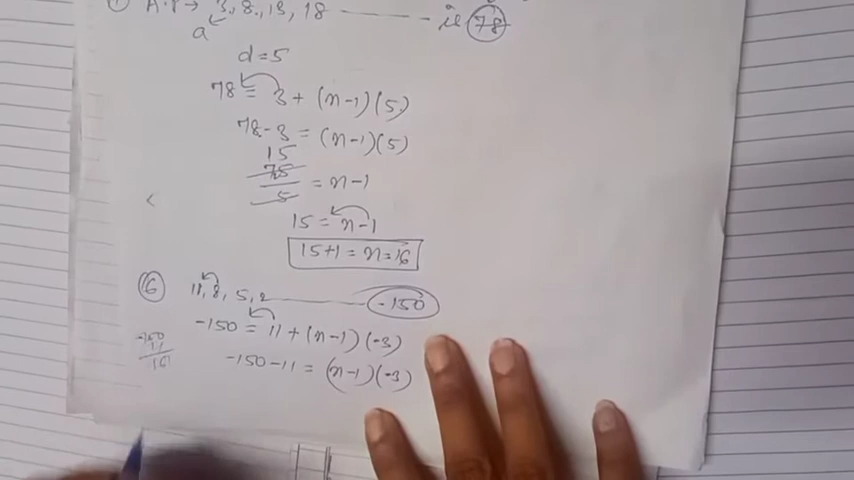 ① A.P → 3, 8, 13, 18 ------ is 78
a
d = 5
78 = 3 + (n-1)(5)
78 - 3 = (n-1)(5)
15
75/5 = n-1
15 = n-1
15+1 = n = 16
⑥ 11, 8, 5, 2 ------ -150
-150 = 11 + (n-1)(-3)
-150
11
161
-150 - 11 = (n-1)(-3)